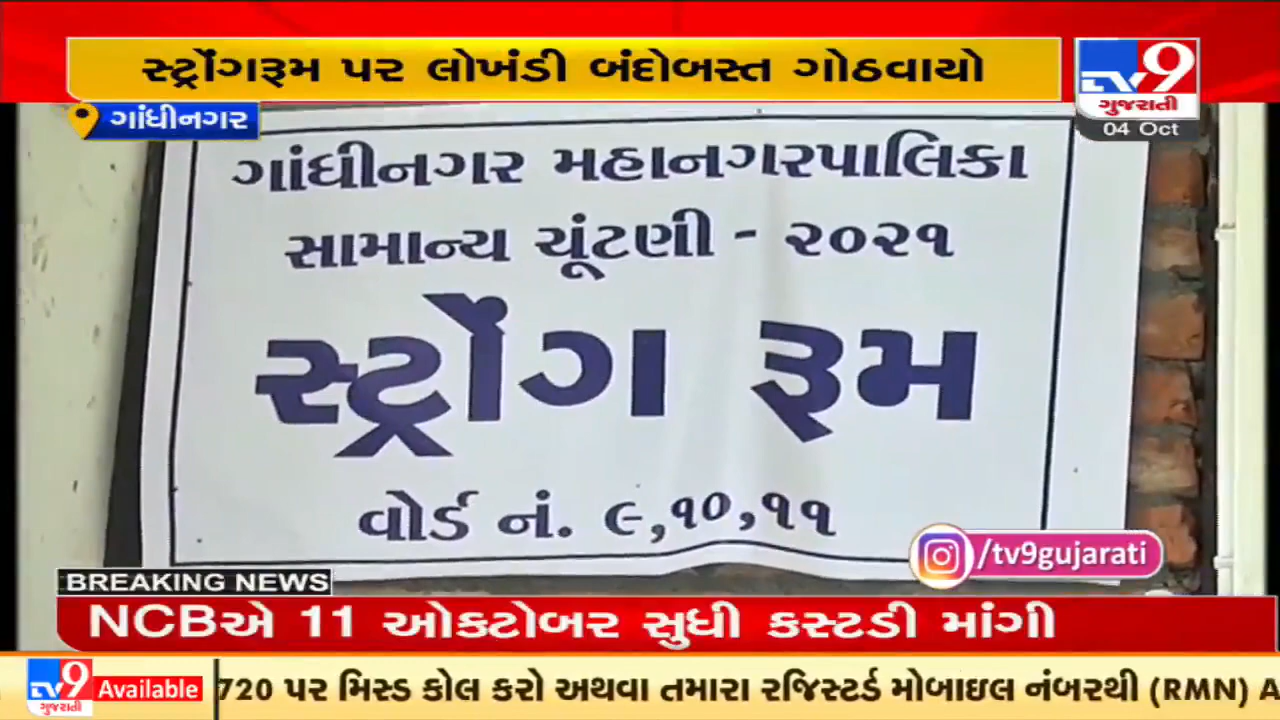 સ્ટ્રોંગરૂમ પર લોખંડી બંદોબસ્ત ગોઠવાયો
TV9
ગુજરાતી
04 Oct
ગાંધીનગર
ગાંધીનગર મહાનગરપાલિકા
સામાન્ય ચૂંટણી - ૨૦૨૧
સ્ટ્રોંગ રૂમ
વોર્ડ નં. ૯,૧૦,૧૧
/tv9gujarati
BREAKING NEWS
NCBએ 11 ઓક્ટોબર સુધી કસ્ટડી માંગી
TV9
ગુજરાતી
Available
720 પર મિસ્ડ કોલ કરો અથવા તમારા રજિસ્ટર્ડ મોબાઇલ નંબરથી (RMN) A